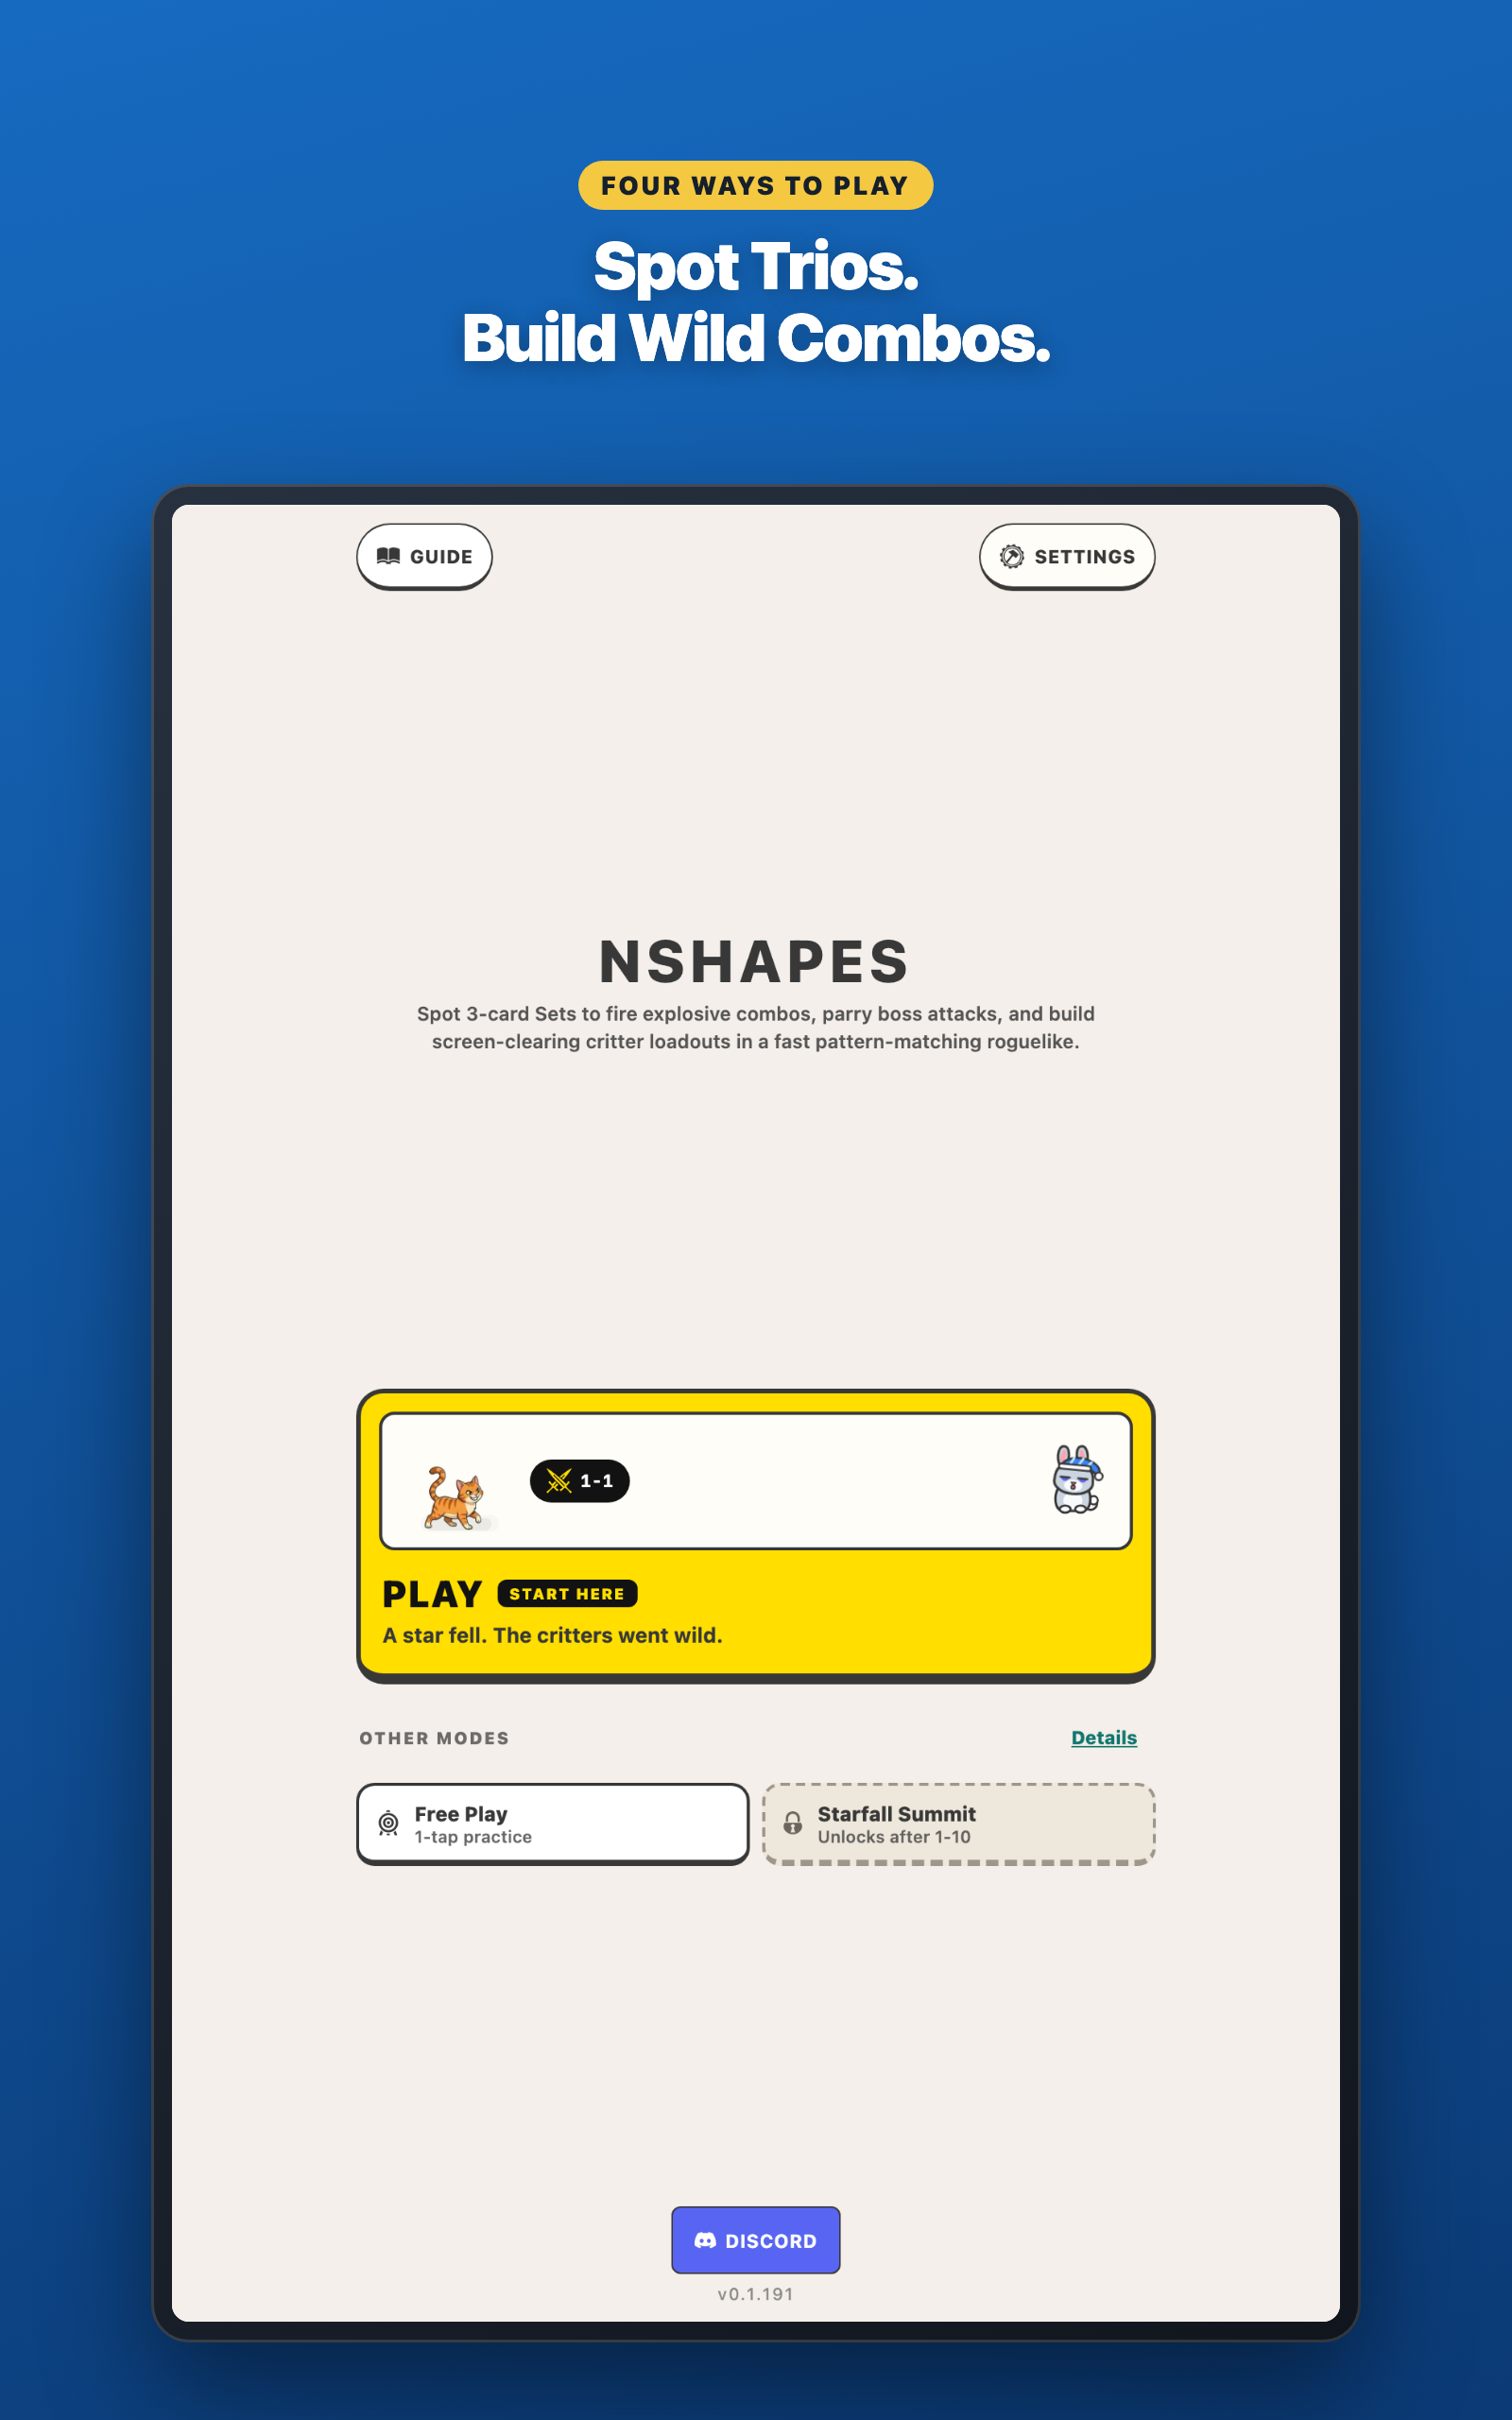 FOUR WAYS TO PLAY
Spot Trios.
Build Wild Combos.
GUIDE
SETTINGS
NSHAPES
Spot 3-card Sets to fire explosive combos, parry boss attacks, and build
screen-clearing critter loadouts in a fast pattern-matching roguelike.
1-1
PLAY START HERE
A star fell. The critters went wild.
OTHER MODES
Details
Free Play
1-tap practice
Starfall Summit
Unlocks after 1-10
DISCORD
v0.1.191